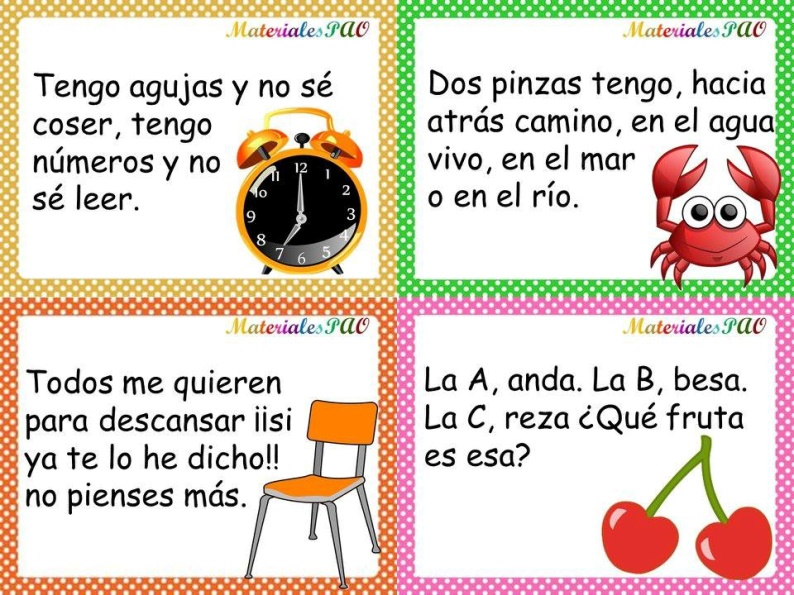 MaterialesPAO
Tengo agujas y no sé
coser, tengo
números y no
sé leer.
12
1
2
3
4
5
6
7
8
9
10
11
MaterialesPAO
Dos pinzas tengo, hacia
atrás camino, en el agua
vivo, en el mar
o en el río.
MaterialesPAO
Todos me quieren
para descansar ¡¡si
ya te lo he dicho!!
no pienses más.
MaterialesPAO
La A, anda. La B, besa.
La C, reza ¿Qué fruta
es esa?